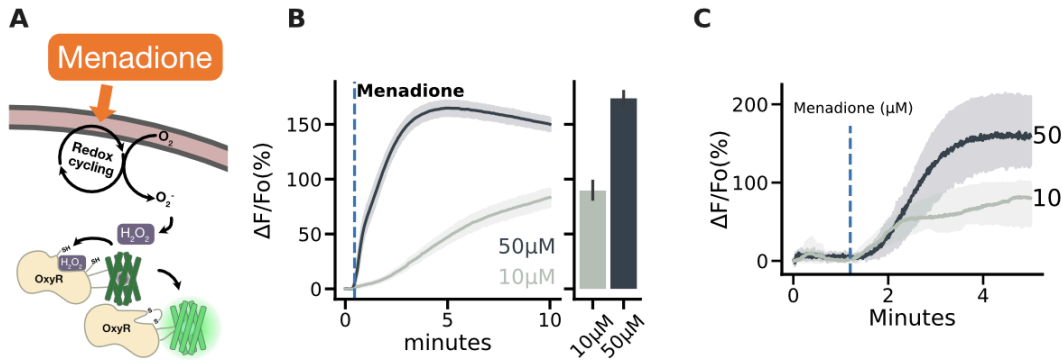 A
Menadione
O₂
Redox
cycling
O₂⁻
H₂O₂
SH
H₂O₂
SH
OxyR
S
S
OxyR
B
Menadione
ΔF/Fo(%)
150
100
50
0
50μM
10μM
0
5
10
minutes
10μM
50μM
C
Menadione (μM)
ΔF/Fo(%)
200
150
100
50
0
50
10
0
2
4
Minutes